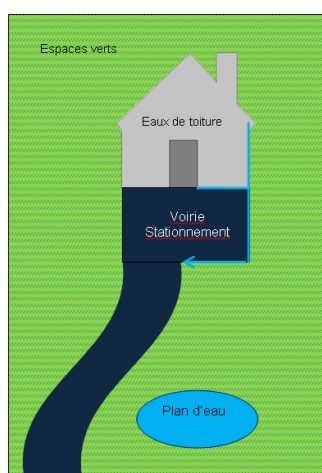 Espaces verts
Eaux de toiture
Voirie
Stationnement
Plan d'eau